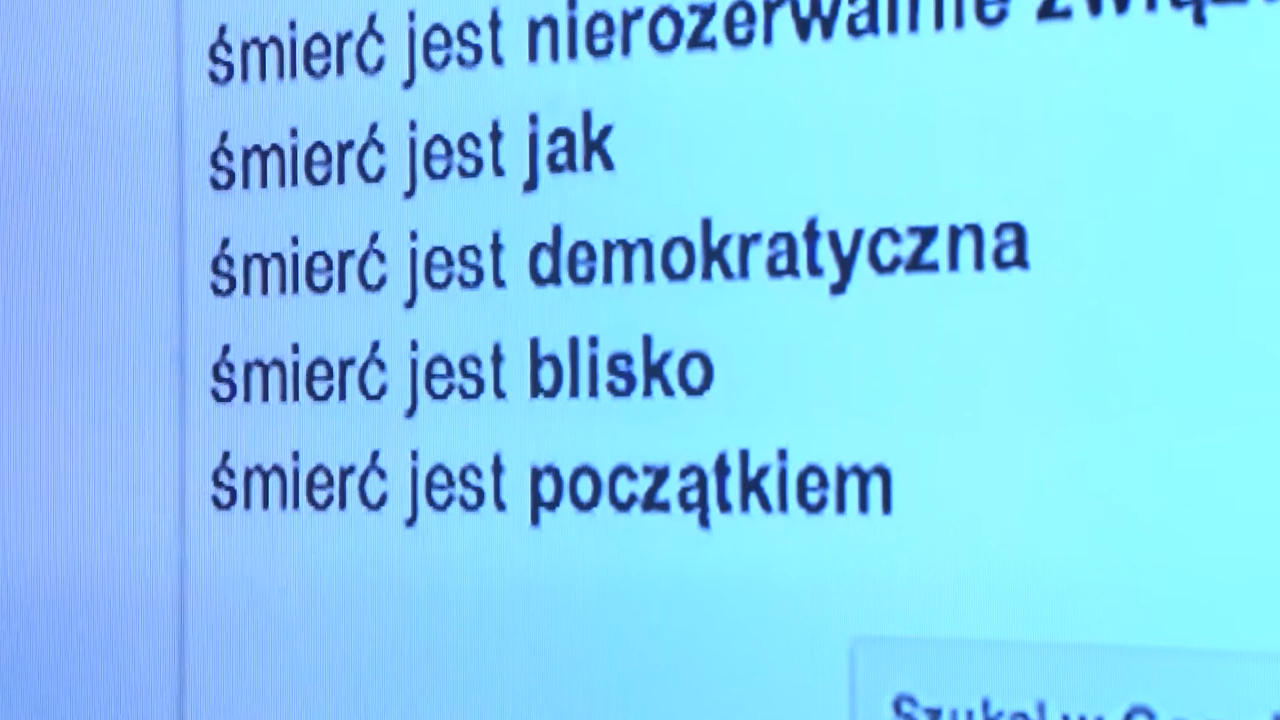 śmierć jest nierozerwalnie
śmierć jest jak
śmierć jest demokratyczna
śmierć jest blisko
śmierć jest początkiem